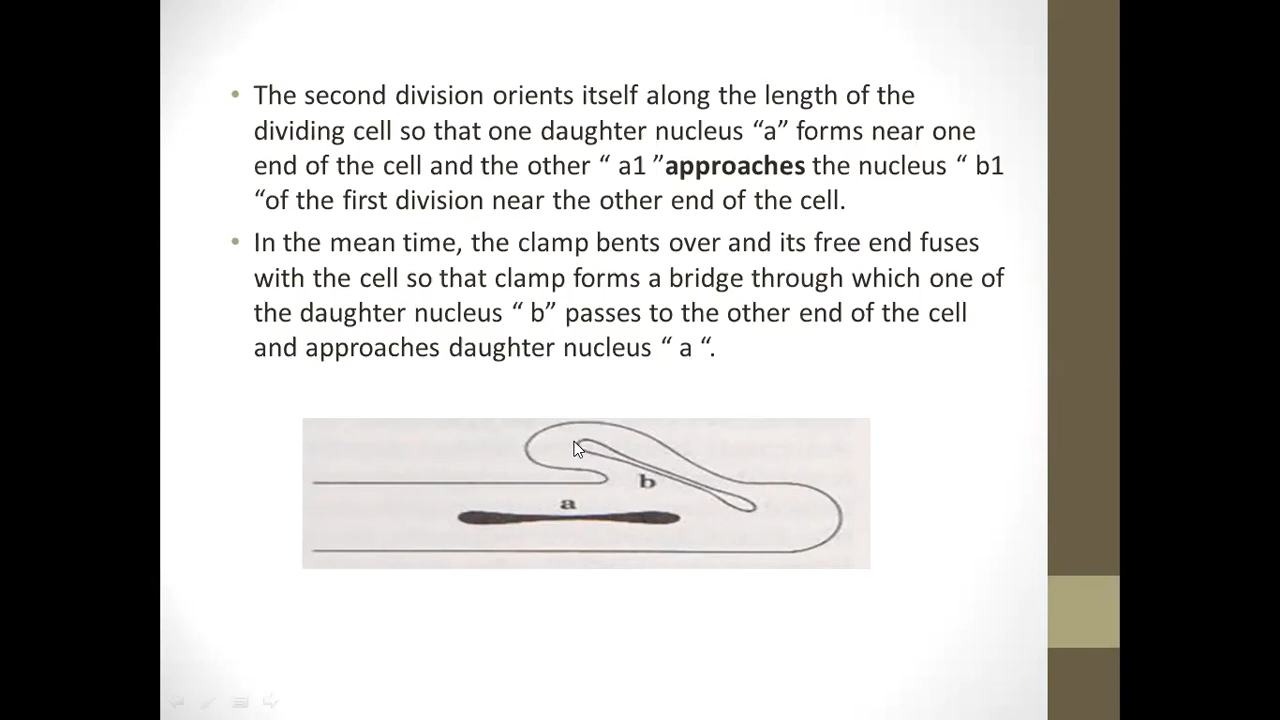 • The second division orients itself along the length of the
dividing cell so that one daughter nucleus “a” forms near one
end of the cell and the other “ a1 ”approaches the nucleus “ b1
“of the first division near the other end of the cell.
• In the mean time, the clamp bents over and its free end fuses
with the cell so that clamp forms a bridge through which one of
the daughter nucleus “ b” passes to the other end of the cell
and approaches daughter nucleus “ a “.
b
a